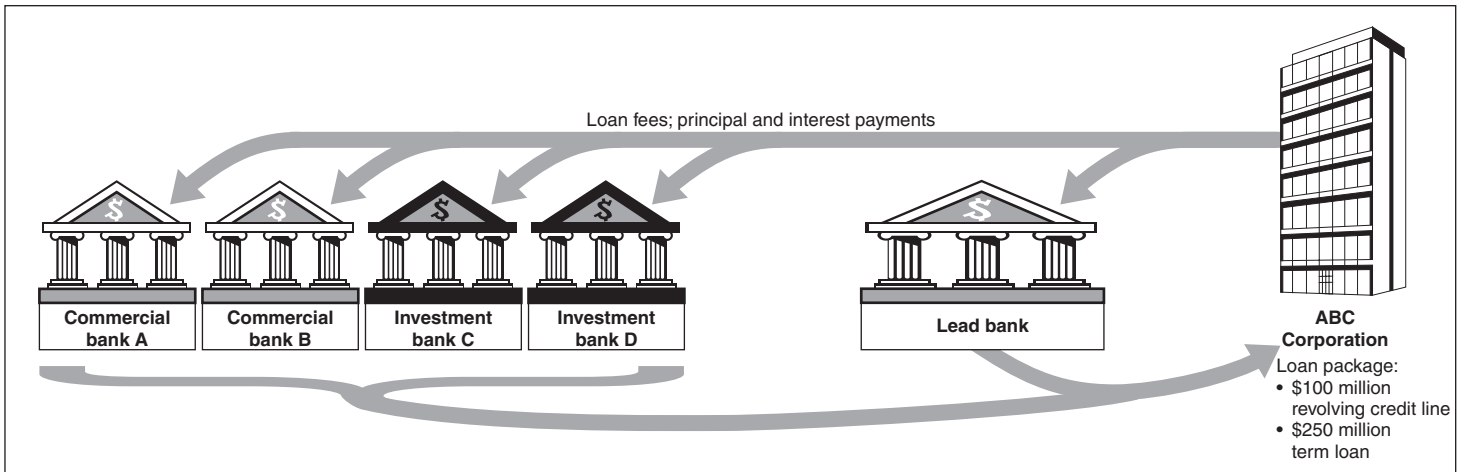 Loan fees; principal and interest payments
$
$
$
$
$
Commercial
bank A
Commercial
bank B
Investment
bank C
Investment
bank D
Lead bank
ABC
Corporation
Loan package:
• $100 million
revolving credit line
• $250 million
term loan